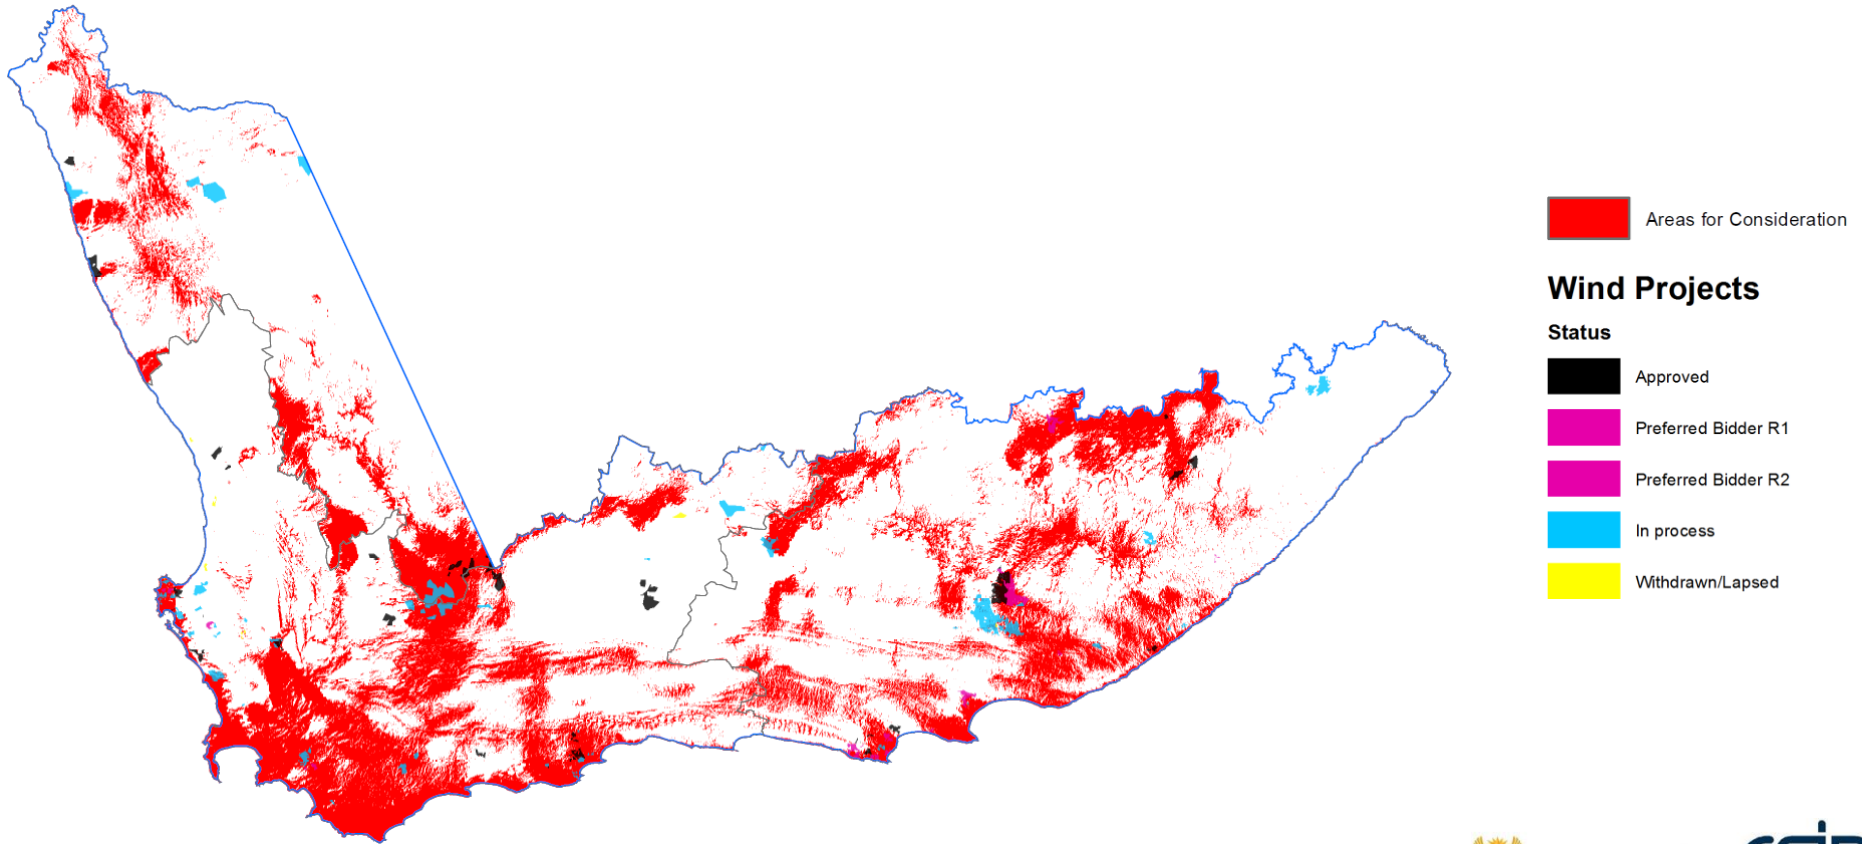 Areas for Consideration
Wind Projects
Status
Approved
Preferred Bidder R1
Preferred Bidder R2
In process
Withdrawn/Lapsed